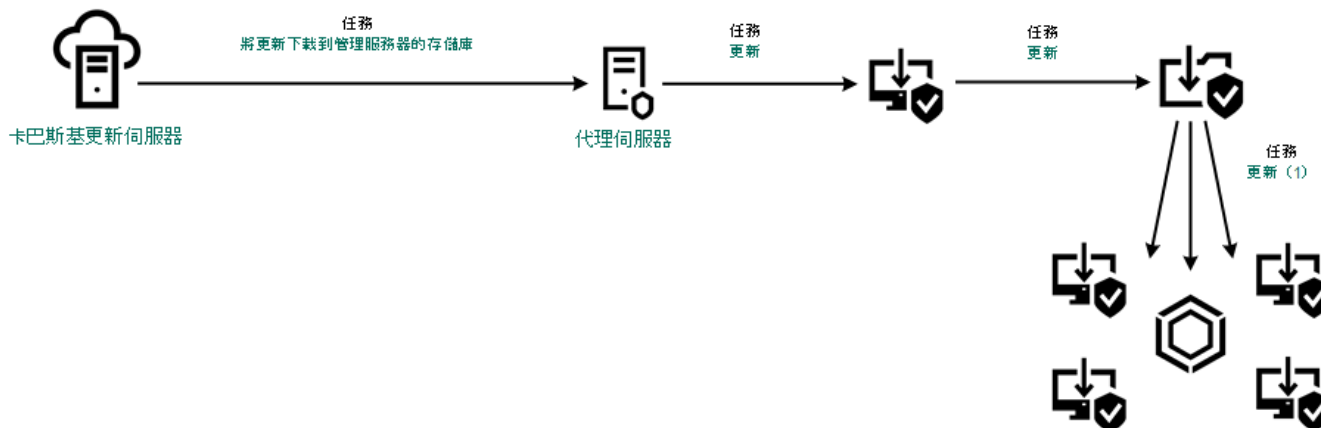 任務
將更新下載到管理服務器的存儲庫
任務
更新
任務
更新
卡巴斯基更新伺服器
代理伺服器
任務
更新（1）